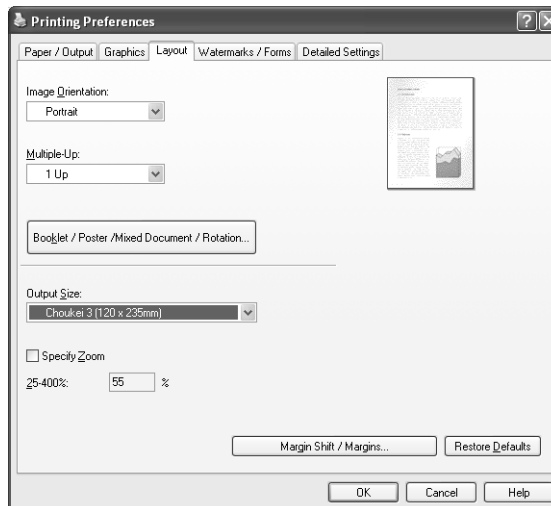 Printing Preferences
Paper / Output Graphics Layout Watermarks / Forms Detailed Settings
Image Orientation:
Portrait
Multiple-Up:
1 Up
Booklet / Poster /Mixed Document / Rotation...
Output Size:
Choukei 3 (120 x 235mm)
Specify Zoom
25-400%: 55 %
Margin Shift / Margins... Restore Defaults
OK Cancel Help